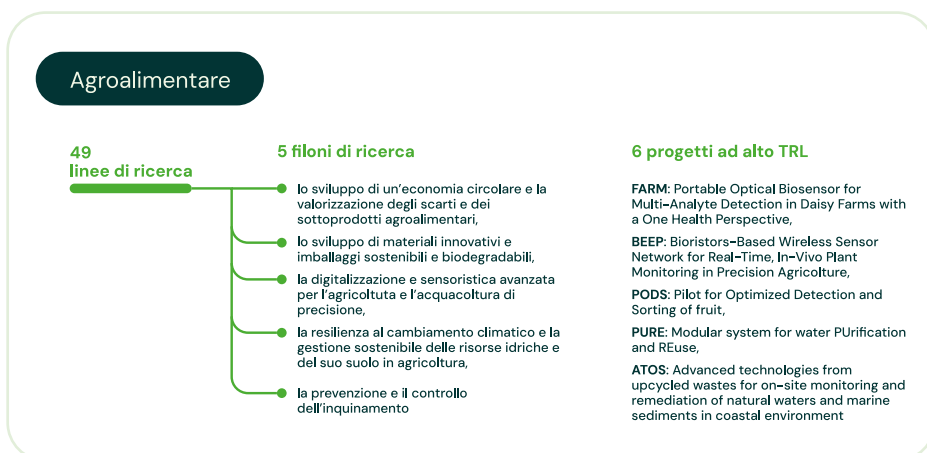 Agroalimentare
49
linee di ricerca
5 filoni di ricerca
lo sviluppo di un'economia circolare e la
valorizzazione degli scarti e dei
sottoprodotti agroalimentari,
lo sviluppo di materiali innovativi e
imballaggi sostenibili e biodegradabili,
la digitalizzazione e sensoristica avanzata
per l'agricoltuta e l'acquacoltura di
precisione,
la resilienza al cambiamento climatico e la
gestione sostenibile delle risorse idriche e
del suo suolo in agricoltura,
la prevenzione e il controllo
dell'inquinamento
6 progetti ad alto TRL
FARM: Portable Optical Biosensor for
Multi-Analyte Detection in Daisy Farms with
a One Health Perspective,
BEEP: Bioristors-Based Wireless Sensor
Network for Real-Time, In-Vivo Plant
Monitoring in Precision Agricolture,
PODS: Pilot for Optimized Detection and
Sorting of fruit,
PURE: Modular system for water PUrification
and REuse,
ATOS: Advanced technologies from
upcycled wastes for on-site monitoring and
remediation of natural waters and marine
sediments in coastal environment